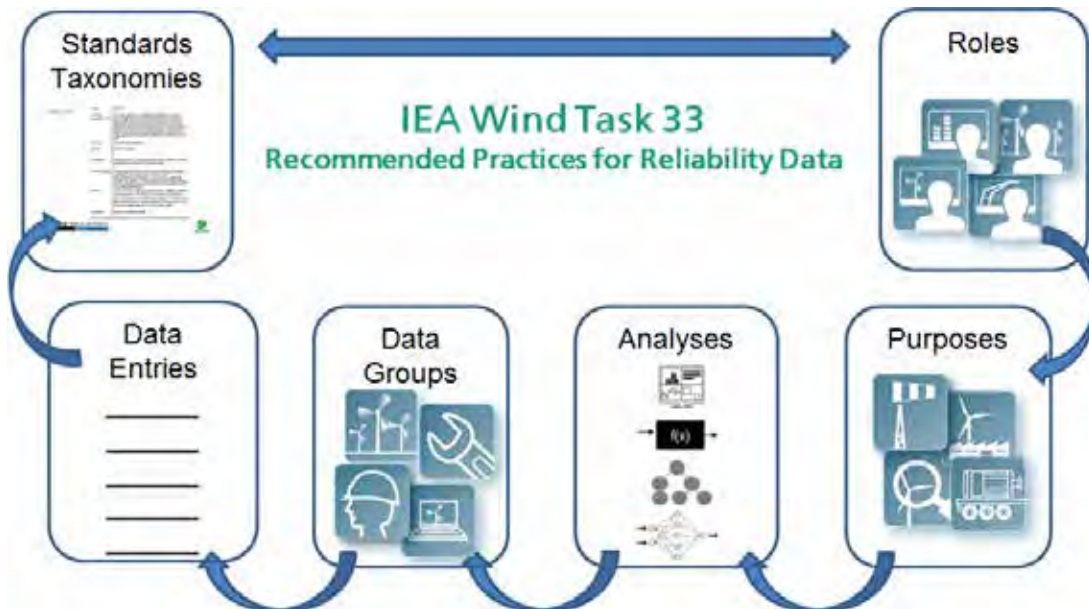 Standards
Taxonomies
Roles
IEA Wind Task 33
Recommended Practices for Reliability Data
Data
Entries
Data
Groups
Analyses
f(x)
Purposes